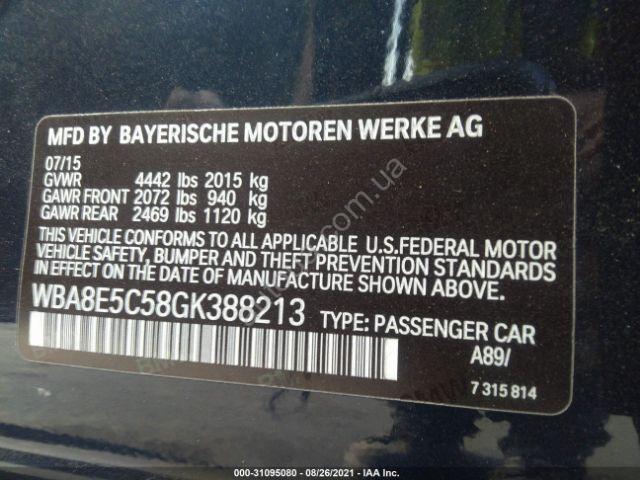 MFD BY BAYERISCHE MOTOREN WERKE AG
07/15
GVWR 4442 lbs 2015 kg
GAWR FRONT 2072 lbs 940 kg
GAWR REAR 2469 lbs 1120 kg
THIS VEHICLE CONFORMS TO ALL APPLICABLE U.S.FEDERAL MOTOR
VEHICLE SAFETY, BUMPER AND THEFT PREVENTION STANDARDS
IN EFFECT ON THE DATE OF MANUFACTURE SHOWN ABOVE.
WBA8E5C58GK388213 TYPE: PASSENGER CAR
A89/
7 315 814
000-31095080 - 08/26/2021 - IAA Inc.